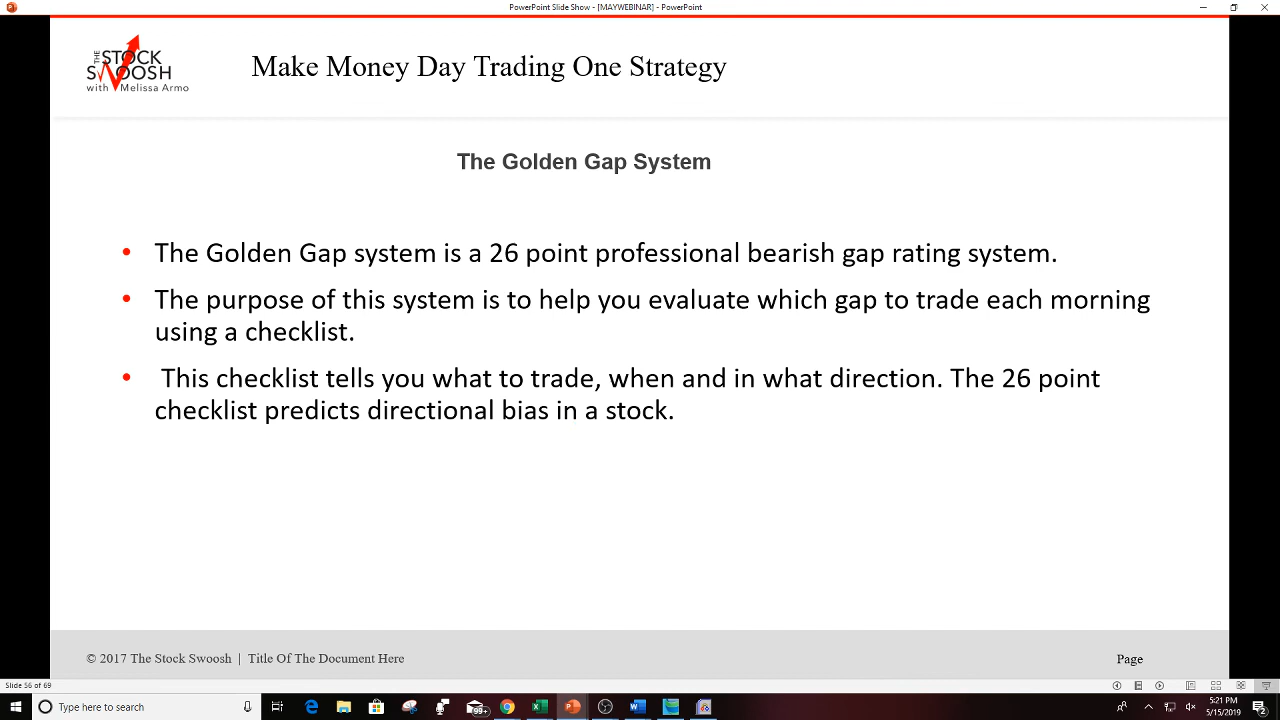 PowerPoint Slide Show - [MAYWEBINAR] - PowerPoint
THE
STOCK
SWOOSH
with Melissa Armo
Make Money Day Trading One Strategy
The Golden Gap System
• The Golden Gap system is a 26 point professional bearish gap rating system.
• The purpose of this system is to help you evaluate which gap to trade each morning
using a checklist.
• This checklist tells you what to trade, when and in what direction. The 26 point
checklist predicts directional bias in a stock.
© 2017 The Stock Swoosh | Title Of The Document Here
Page
Slide 56 of 69
Type here to search
99+
5:21 PM
5/15/2019
2